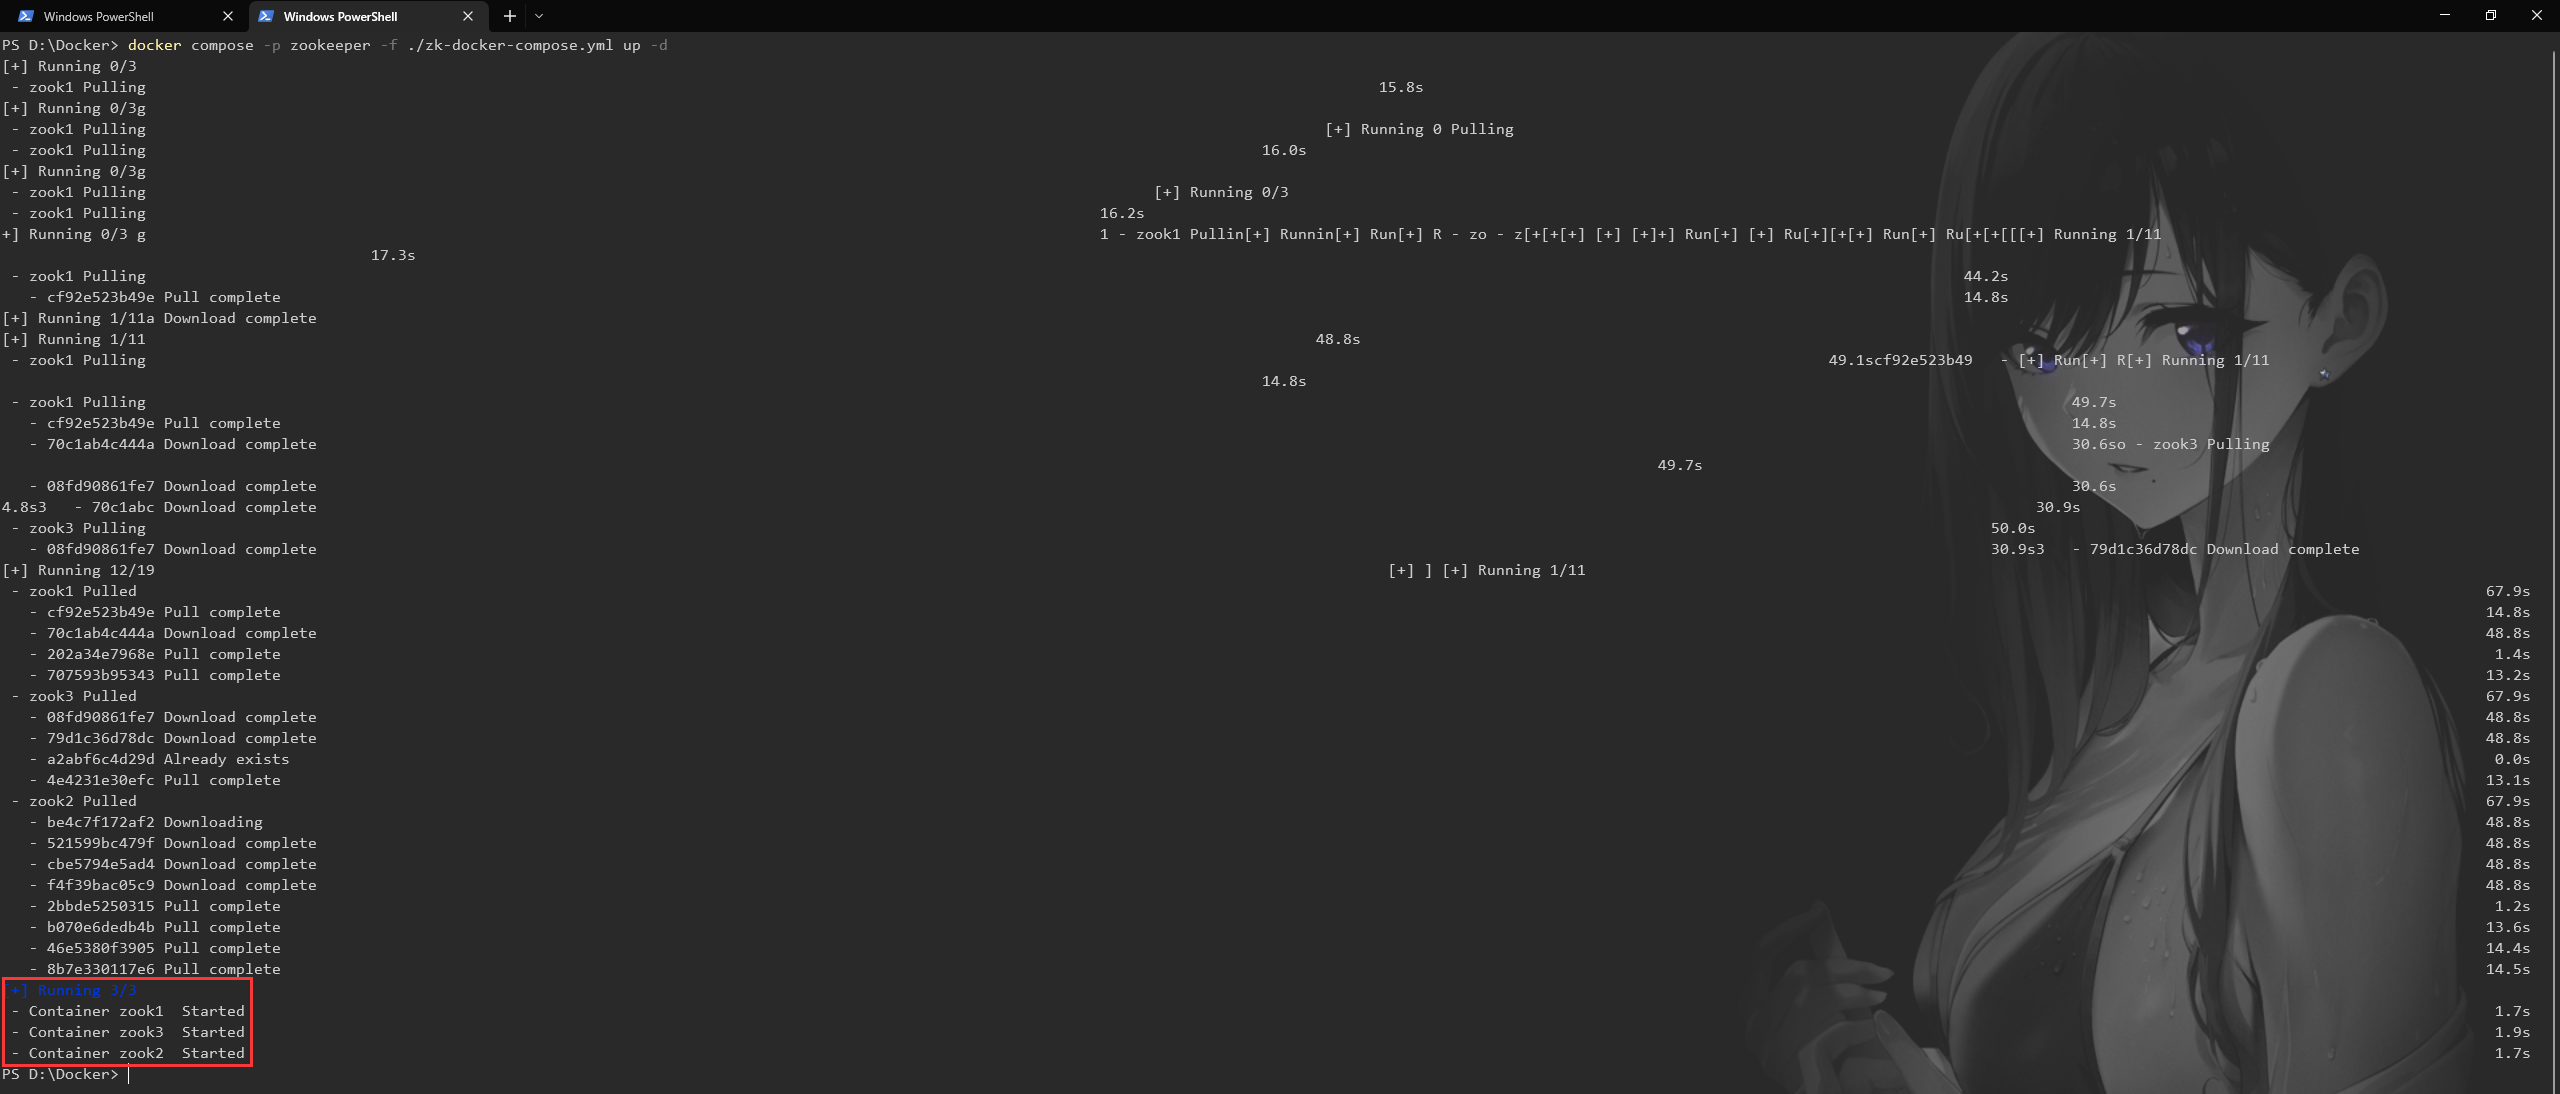 Windows PowerShell
Windows PowerShell
PS D:\Docker> docker compose -p zookeeper -f ./zk-docker-compose.yml up -d
[+] Running 0/3
- zook1 Pulling 15.8s
[+] Running 0/3g
- zook1 Pulling [+] Running 0 Pulling
- zook1 Pulling 16.0s
[+] Running 0/3g
- zook1 Pulling [+] Running 0/3
- zook1 Pulling 16.2s
+] Running 0/3 g 1 - zook1 Pullin[+] Runnin[+] Run[+] R - zo - z[+[+[+] [+] [+]+] Run[+] [+] Ru[+][+[+] Run[+] Ru[+[+[[[+] Running 1/11
17.3s
- zook1 Pulling 44.2s
- cf92e523b49e Pull complete 14.8s
[+] Running 1/11a Download complete
[+] Running 1/11 48.8s
- zook1 Pulling 49.1scf92e523b49 - [+] Run[+] R[+] Running 1/11
14.8s
- zook1 Pulling 49.7s
- cf92e523b49e Pull complete 14.8s
- 70c1ab4c444a Download complete 30.6so - zook3 Pulling
49.7s
- 08fd90861fe7 Download complete 30.6s
4.8s3 - 70c1abc Download complete 30.9s
- zook3 Pulling 50.0s
- 08fd90861fe7 Download complete 30.9s3 - 79d1c36d78dc Download complete
[+] Running 12/19 [+] ] [+] Running 1/11
- zook1 Pulled 67.9s
- cf92e523b49e Pull complete 14.8s
- 70c1ab4c444a Download complete 48.8s
- 202a34e7968e Pull complete 1.4s
- 707593b95343 Pull complete 13.2s
- zook3 Pulled 67.9s
- 08fd90861fe7 Download complete 48.8s
- 79d1c36d78dc Download complete 48.8s
- a2abf6c4d29d Already exists 0.0s
- 4e4231e30efc Pull complete 13.1s
- zook2 Pulled 67.9s
- be4c7f172af2 Downloading 48.8s
- 521599bc479f Download complete 48.8s
- cbe5794e5ad4 Download complete 48.8s
- f4f39bac05c9 Download complete 48.8s
- 2bbde5250315 Pull complete 1.2s
- b070e6dedb4b Pull complete 13.6s
- 46e5380f3905 Pull complete 14.4s
- 8b7e330117e6 Pull complete 14.5s
[+] Running 3/3
- Container zook1 Started 1.7s
- Container zook3 Started 1.9s
- Container zook2 Started 1.7s
PS D:\Docker>